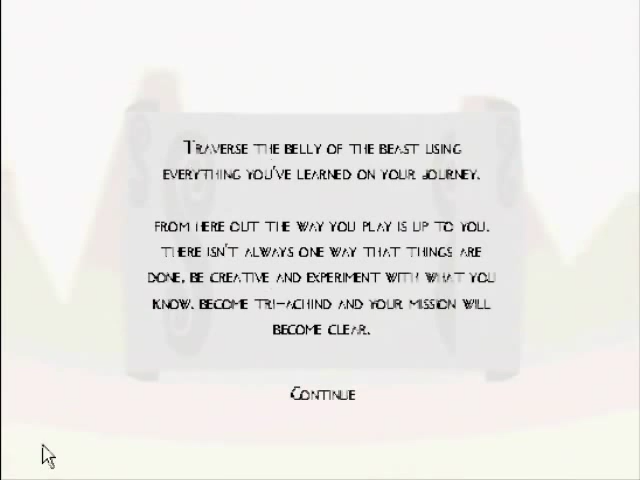 Traverse the belly of the beast using
everything you've learned on your journey.
from here out the way you play is up to you.
there isn't always one way that things are
done, be creative and experiment with what you
know. become tri-achind and your mission will
become clear.
Continue